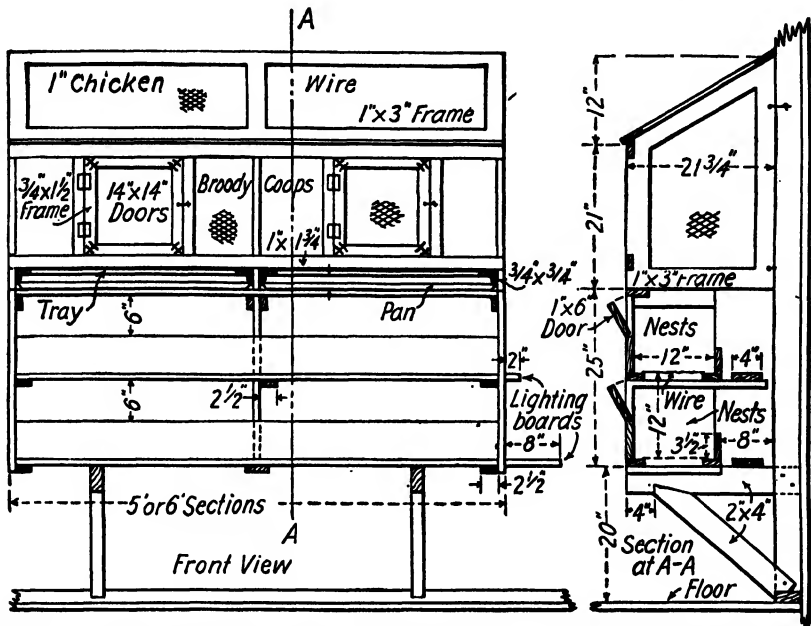 A
1" Chicken Wire
1"x3" Frame
3/4"x1 1/2" Frame
14"x14" Doors
Broody Coops
1"x1 3/4"
3/4"x3/4"
Tray
Pan
6"
2"
6"
2 1/2"
Lighting boards
8"
5' or 6' Sections
2 1/2"
A
Front View
12"
21 3/4"
21"
1"x3" Frame
1"x6" Door
Nests
25"
12"
4"
Wire
Nests
12"
3 1/2"
8"
4"
2"x4"
20"
Section at A-A
Floor